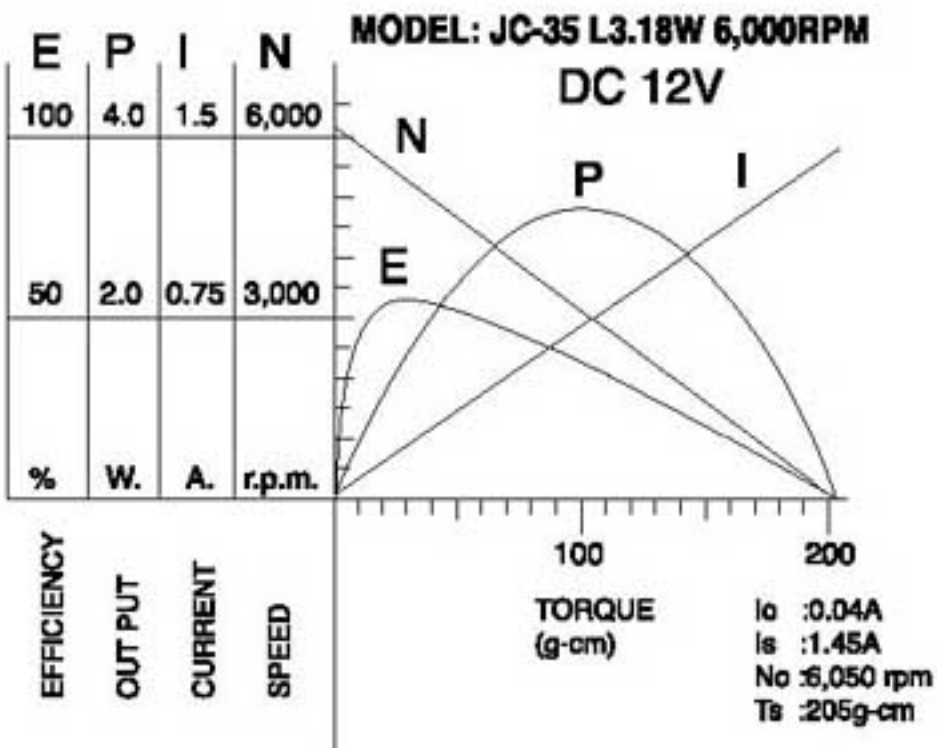 MODEL: JC-35 L3.18W 6,000RPM
DC 12V
E P I N
100 4.0 1.5 6,000
50 2.0 0.75 3,000
% W. A. r.p.m.
EFFICIENCY
OUT PUT
CURRENT
SPEED
N
P
I
E
100 200
TORQUE
(g-cm)
Io :0.04A
Is :1.45A
No :6,050 rpm
Ts :205g-cm